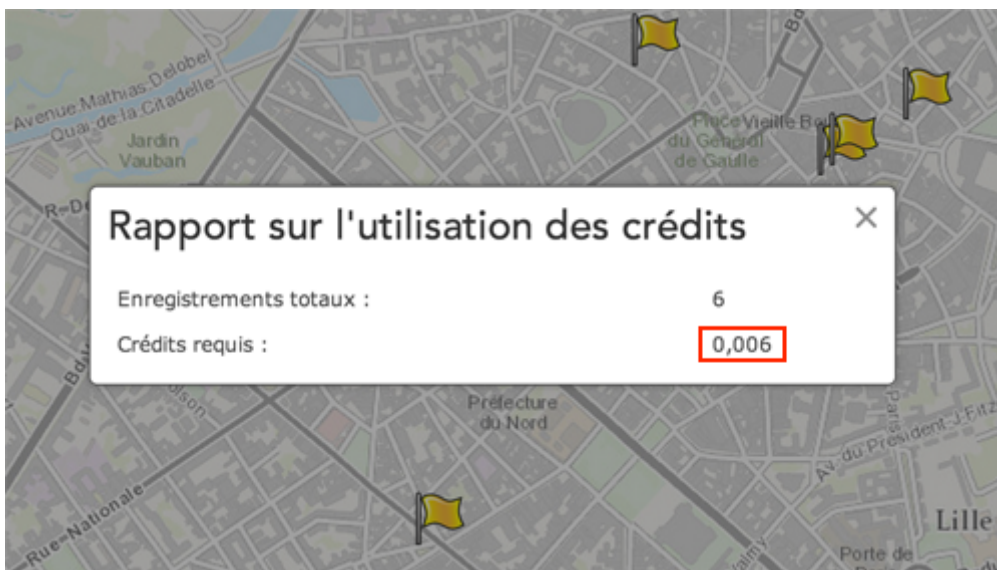 Avenue Mathias Delobel
Quai de la Citadelle
Jardin
Vauban
Place
du Général
de Gaulle
Vieille
Rapport sur l'utilisation des crédits
Enregistrements totaux : 6
Crédits requis : 0,006
Préfecture
du Nord
Paris
Av. du Président J-Fitz
Rue Nationale
Lille
Porte de